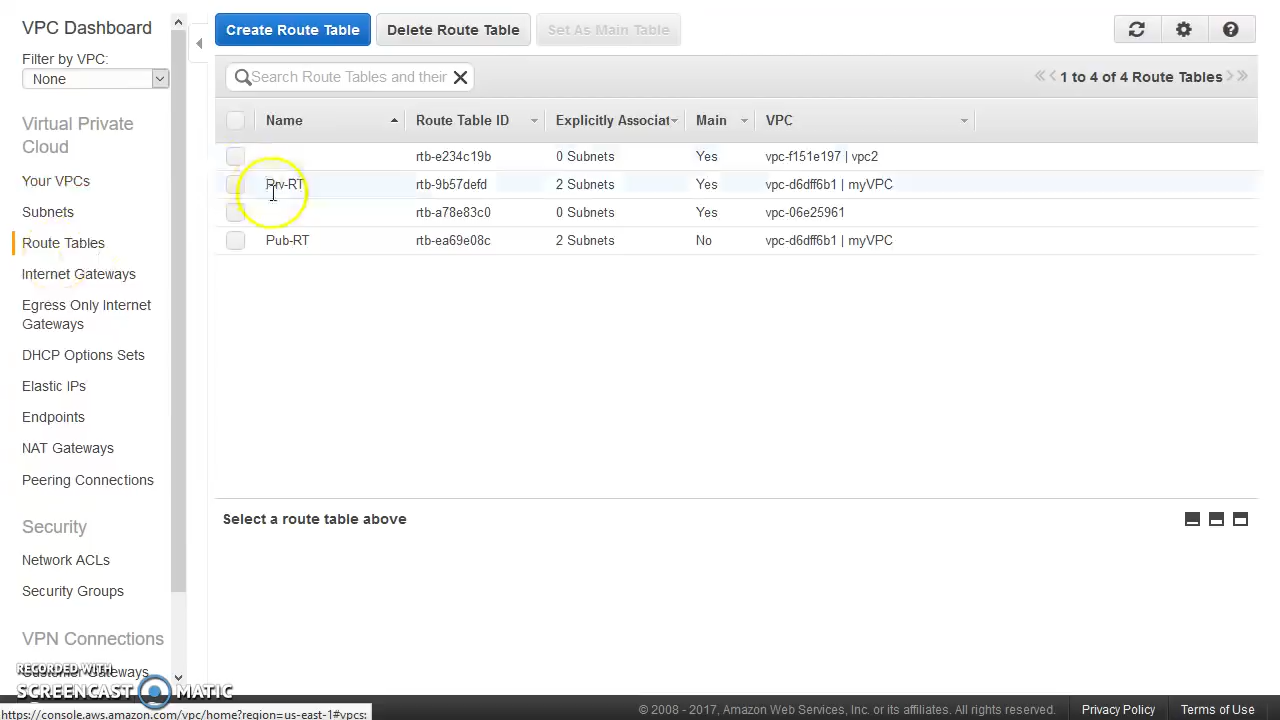 VPC Dashboard
Filter by VPC:
None
Virtual Private
Cloud
Your VPCs
Subnets
Route Tables
Internet Gateways
Egress Only Internet
Gateways
DHCP Options Sets
Elastic IPs
Endpoints
NAT Gateways
Peering Connections
Security
Network ACLs
Security Groups
VPN Connections
Customer Gateways
Create Route Table Delete Route Table Set As Main Table
Search Route Tables and their
1 to 4 of 4 Route Tables
Name Route Table ID Explicitly Associat Main VPC
rtb-e234c19b 0 Subnets Yes vpc-f151e197 | vpc2
Prv-RT rtb-9b57defd 2 Subnets Yes vpc-d6dff6b1 | myVPC
rtb-a78e83c0 0 Subnets Yes vpc-06e25961
Pub-RT rtb-ea69e08c 2 Subnets No vpc-d6dff6b1 | myVPC
Select a route table above
RECORDED WITH
SCREENCAST MATIC
https://console.aws.amazon.com/vpc/home?region=us-east-1#vpcs:
© 2008 - 2017, Amazon Web Services, Inc. or its affiliates. All rights reserved. Privacy Policy Terms of Use